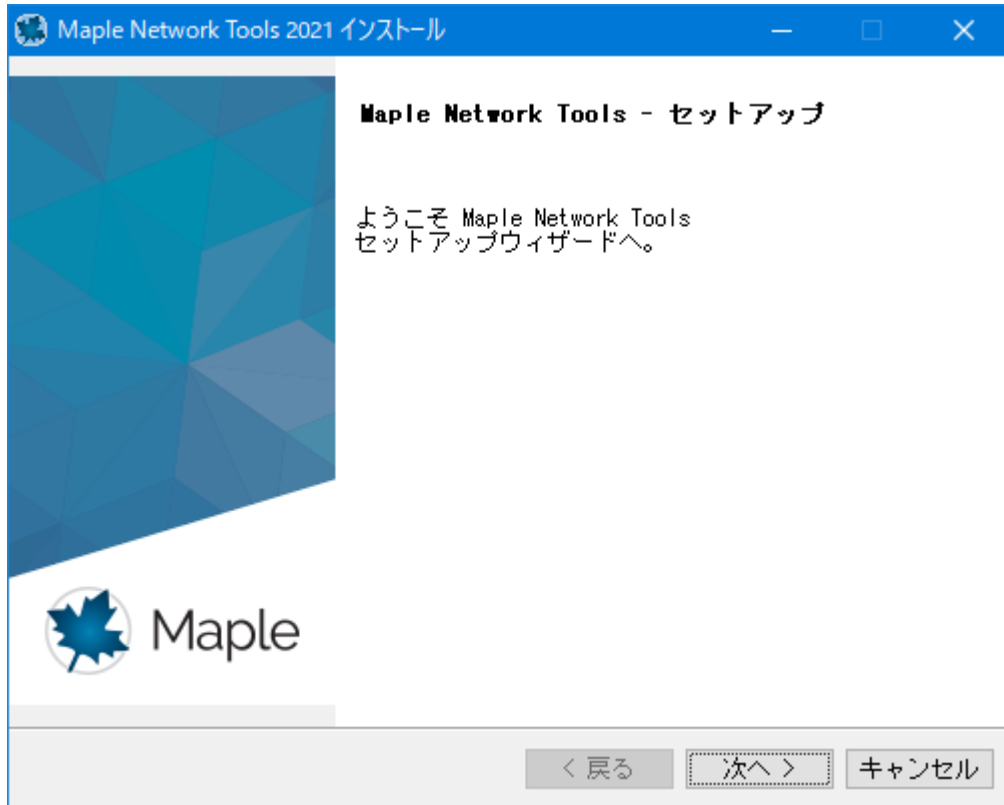 Maple Network Tools 2021 インストール
Maple Network Tools - セットアップ
ようこそ Maple Network Tools
セットアップウィザードへ。
Maple
< 戻る 次へ > キャンセル